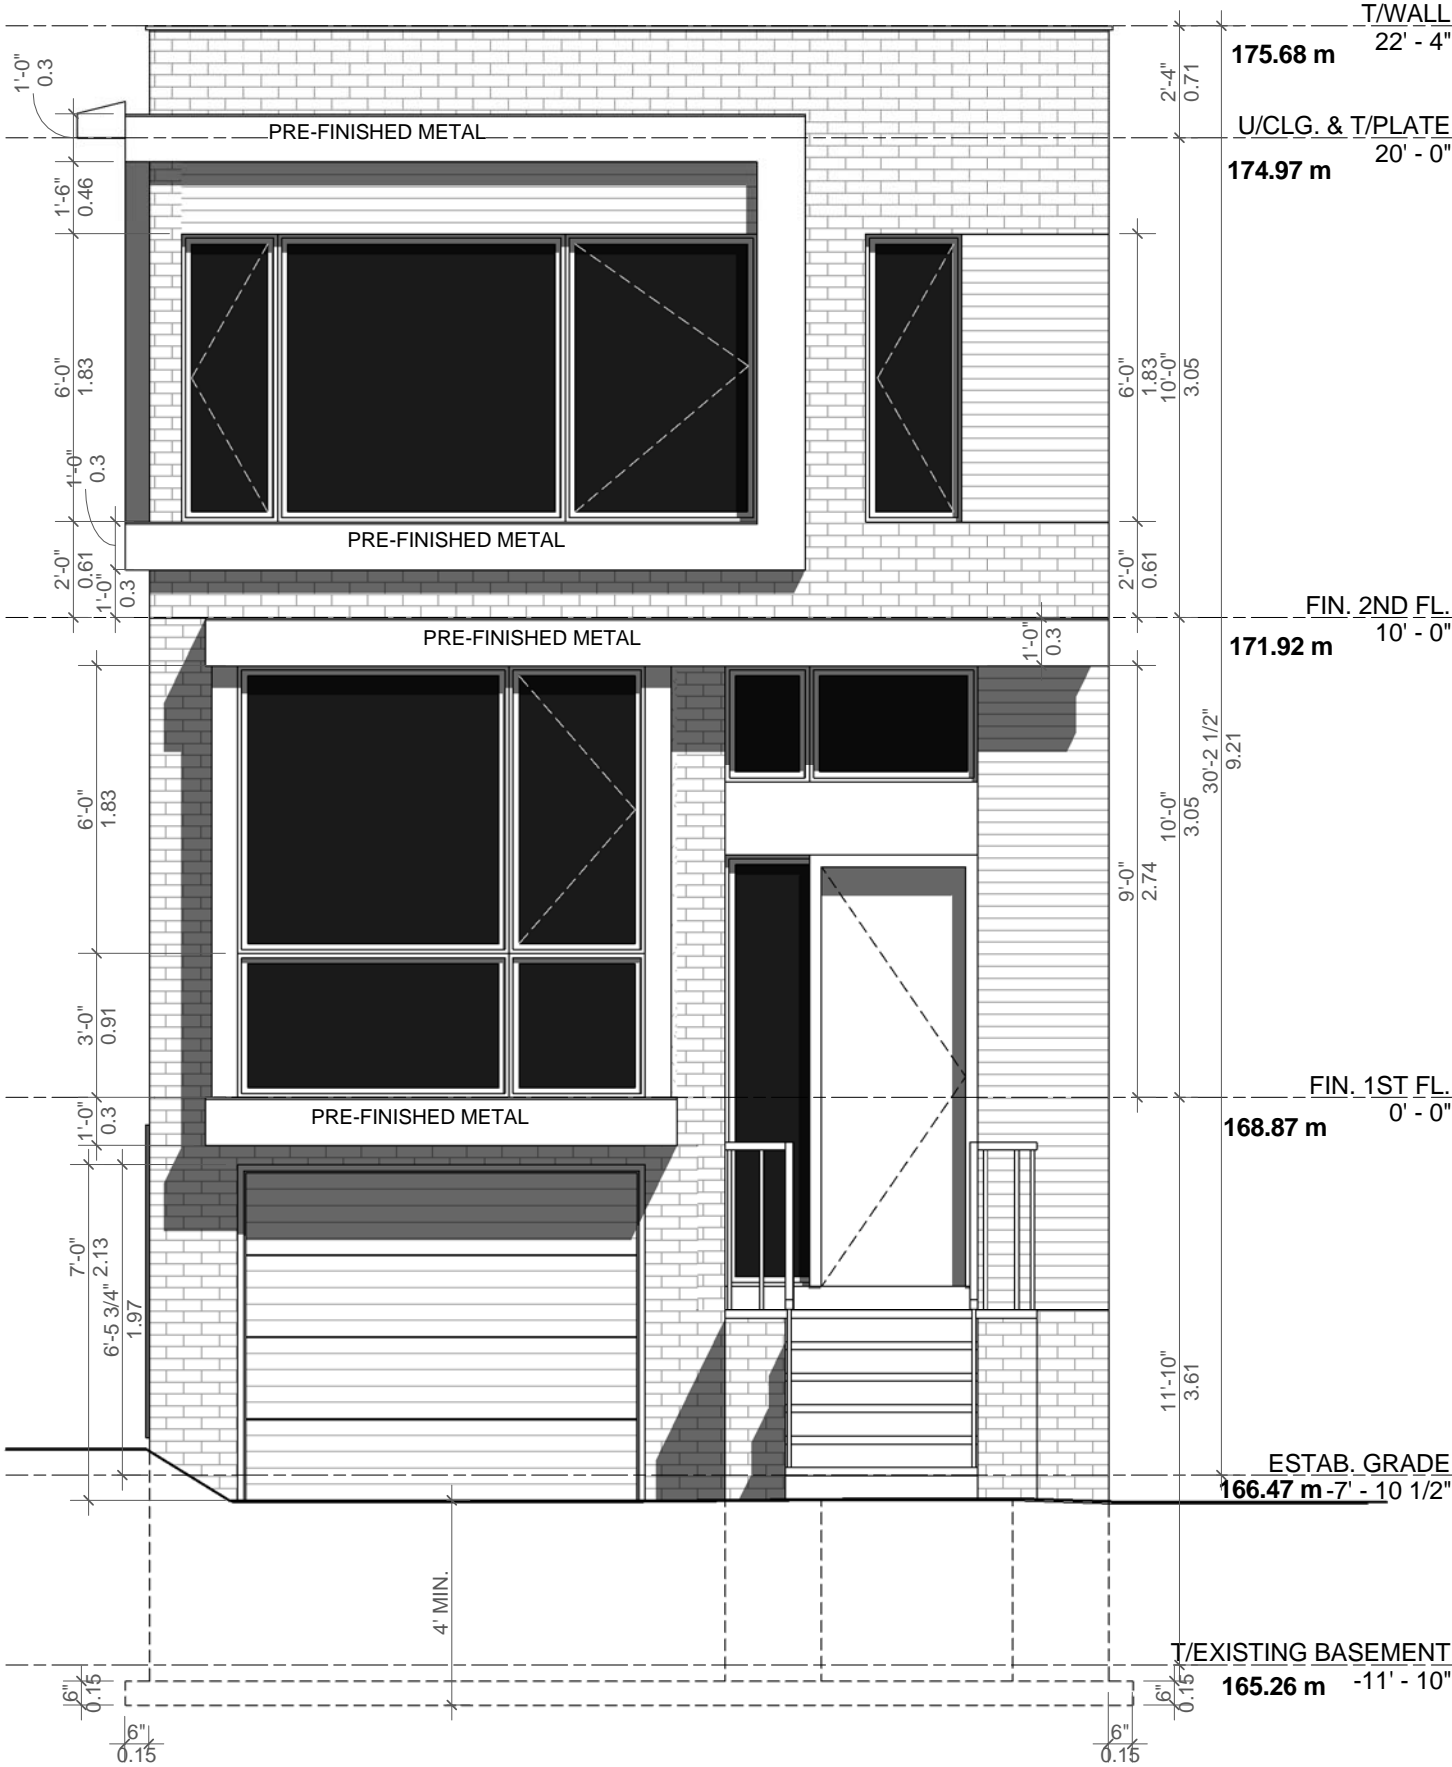 T/WALL
22' - 4"
175.68 m
1'-0"
0.3
2'-4"
0.71
U/CLG. & T/PLATE
20' - 0"
174.97 m
PRE-FINISHED METAL
1'-6"
0.46
6'-0"
1.83
6'-0"
1.83
10'-0"
3.05
1'-0"
0.3
PRE-FINISHED METAL
2'-0"
0.61
1'-0"
0.3
2'-0"
0.61
FIN. 2ND FL.
10' - 0"
171.92 m
PRE-FINISHED METAL
1'-0"
0.3
30'-2 1/2"
9.21
6'-0"
1.83
10'-0"
3.05
9'-0"
2.74
3'-0"
0.91
FIN. 1ST FL.
0' - 0"
168.87 m
1'-0"
0.3
PRE-FINISHED METAL
7'-0"
2.13
6'-5 3/4"
1.97
11'-10"
3.61
ESTAB. GRADE
166.47 m -7' - 10 1/2"
4' MIN.
T/EXISTING BASEMENT
165.26 m -11' - 10"
6"
0.15
6"
0.15
6"
0.15
6"
0.15